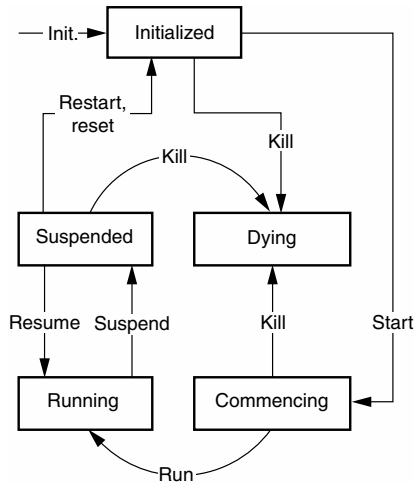 Init.
Initialized
Restart,
reset
Kill
Kill
Suspended
Dying
Resume
Suspend
Kill
Start
Running
Commencing
Run